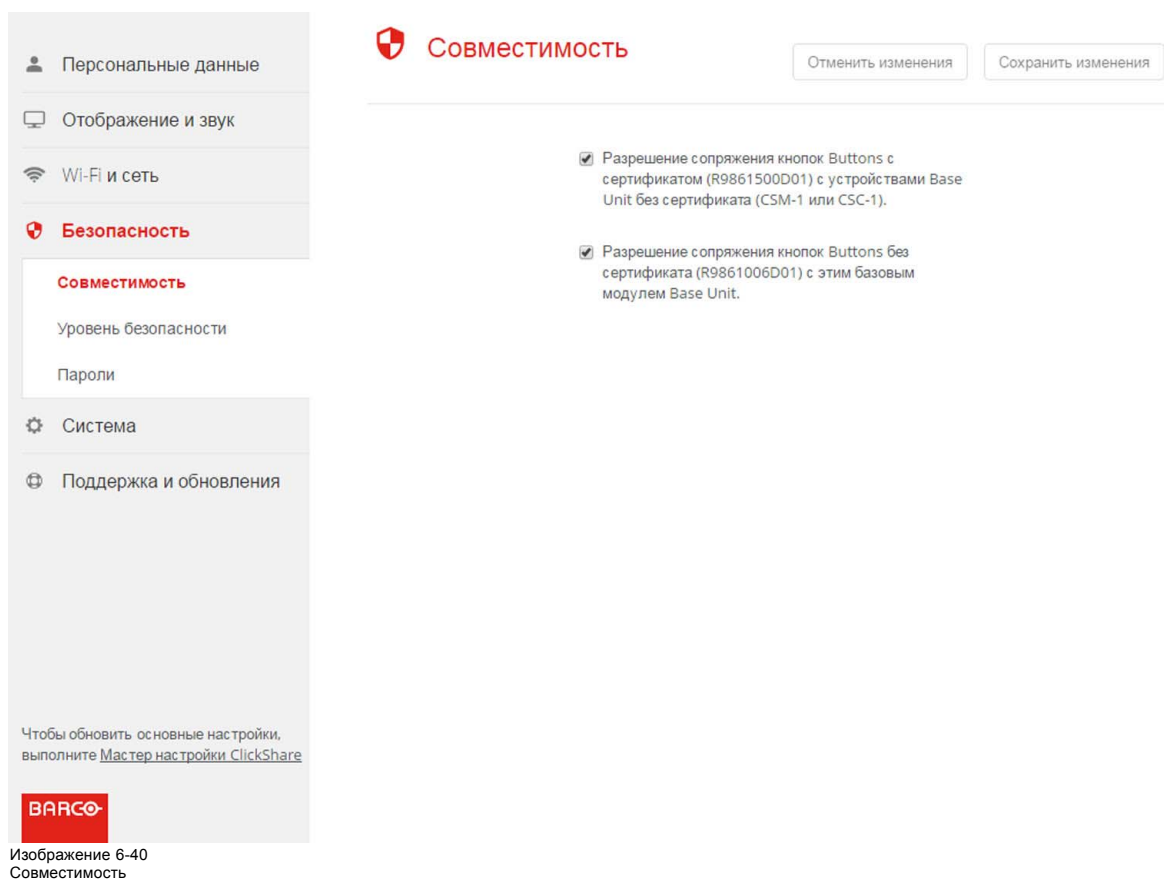 Персональные данные
Отображение и звук
Wi-Fi и сеть
Безопасность
Совместимость
Уровень безопасности
Пароли
Система
Поддержка и обновления
Чтобы обновить основные настройки,
выполните Мастер настройки ClickShare
BARCO
Совместимость
Отменить изменения
Сохранить изменения
Разрешение сопряжения кнопок Buttons с
сертификатом (R9861500D01) с устройствами Base
Unit без сертификата (CSM-1 или CSC-1).
Разрешение сопряжения кнопок Buttons без
сертификата (R9861006D01) с этим базовым
модулем Base Unit.
Изображение 6-40
Совместимость